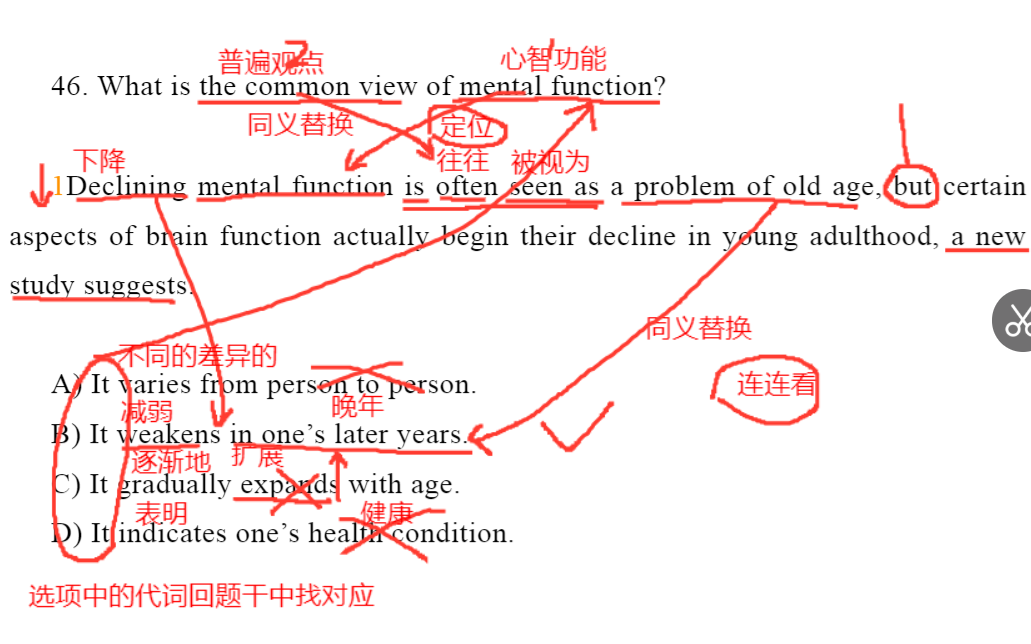 普遍观点 2 心智功能 1
46. What is the common view of mental function?
同义替换 定位
下降 往往 被视为
1Declining mental function is often seen as a problem of old age, but certain
aspects of brain function actually begin their decline in young adulthood, a new
study suggests.
同义替换
不同的差异的
A) It varies from person to person.
连连看
减弱 晚年
B) It weakens in one’s later years.
逐渐地 扩展
C) It gradually expands with age.
表明 健康
D) It indicates one’s health condition.
选项中的代词回题干中找对应